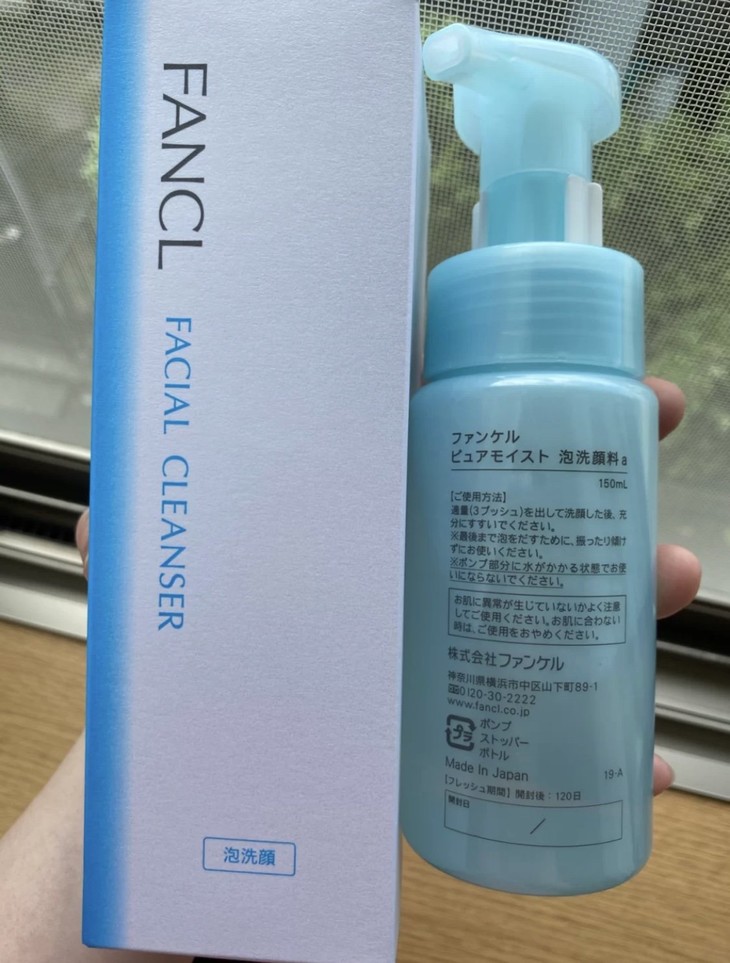 FANCL
FACIAL CLEANSER
泡洗顔
ファンケル
ピュアモイスト 泡洗顔料a
150mL
【ご使用方法】
適量(3プッシュ)を出して洗顔した後、充
分にすすいでください。
※最後まで泡をだすために、振ったり傾け
ずにお使いください。
※ポンプ部分に水がかかる状態でお使
いにならないでください。
お肌に異常が生じていないかよく注意
してご使用ください。お肌に合わない
時は、ご使用をおやめください。
株式会社ファンケル
神奈川県横浜市中区山下町89-1
0120-30-2222
www.fancl.co.jp
プラ
ポンプ
ストッパー
ボトル
Made in Japan
19-A
【フレッシュ期間】開封後:120日
開封日
/